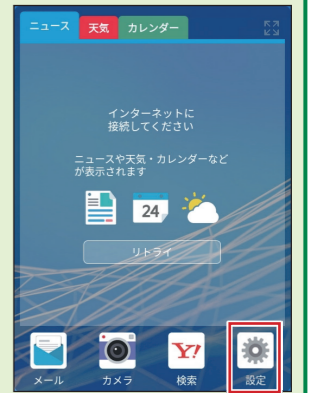 ニュース 天気 カレンダー
インターネットに
接続してください
ニュースや天気・カレンダーなど
が表示されます
24
リトライ
Y!
メール カメラ 検索 設定